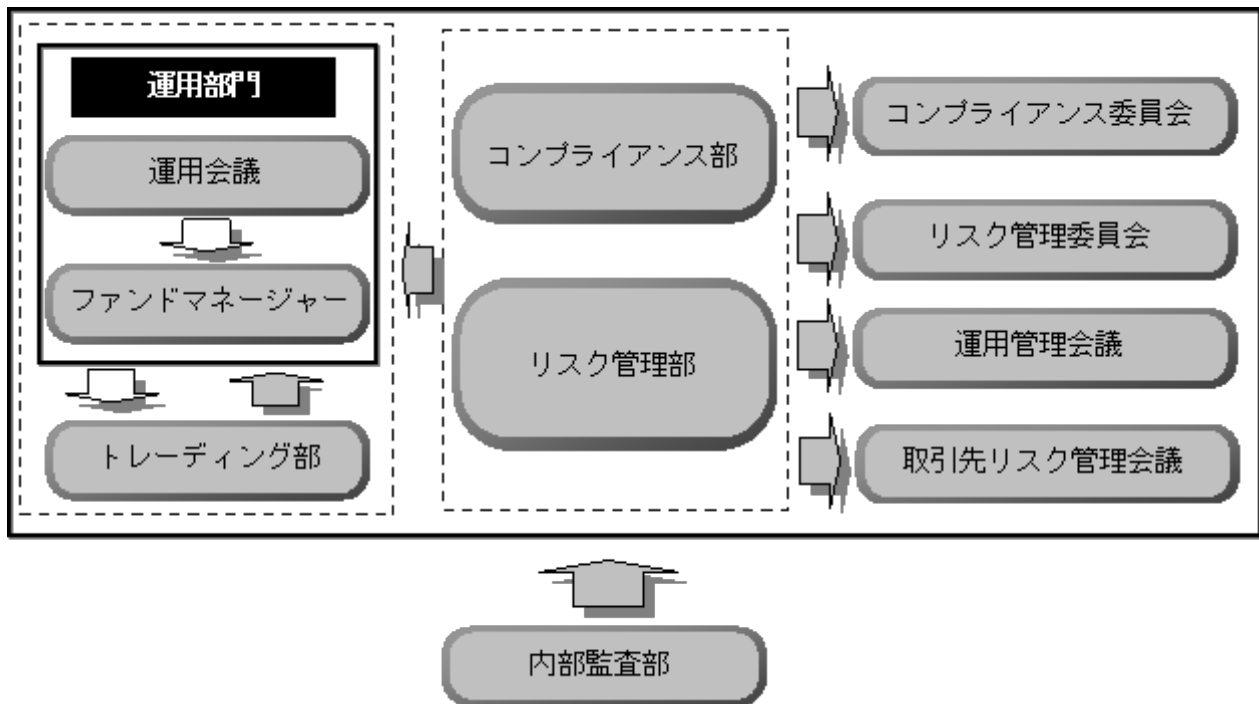 運用部門
運用会議
ファンドマネージャー
トレーディング部
コンプライアンス部
リスク管理部
コンプライアンス委員会
リスク管理委員会
運用管理会議
取引先リスク管理会議
内部監査部